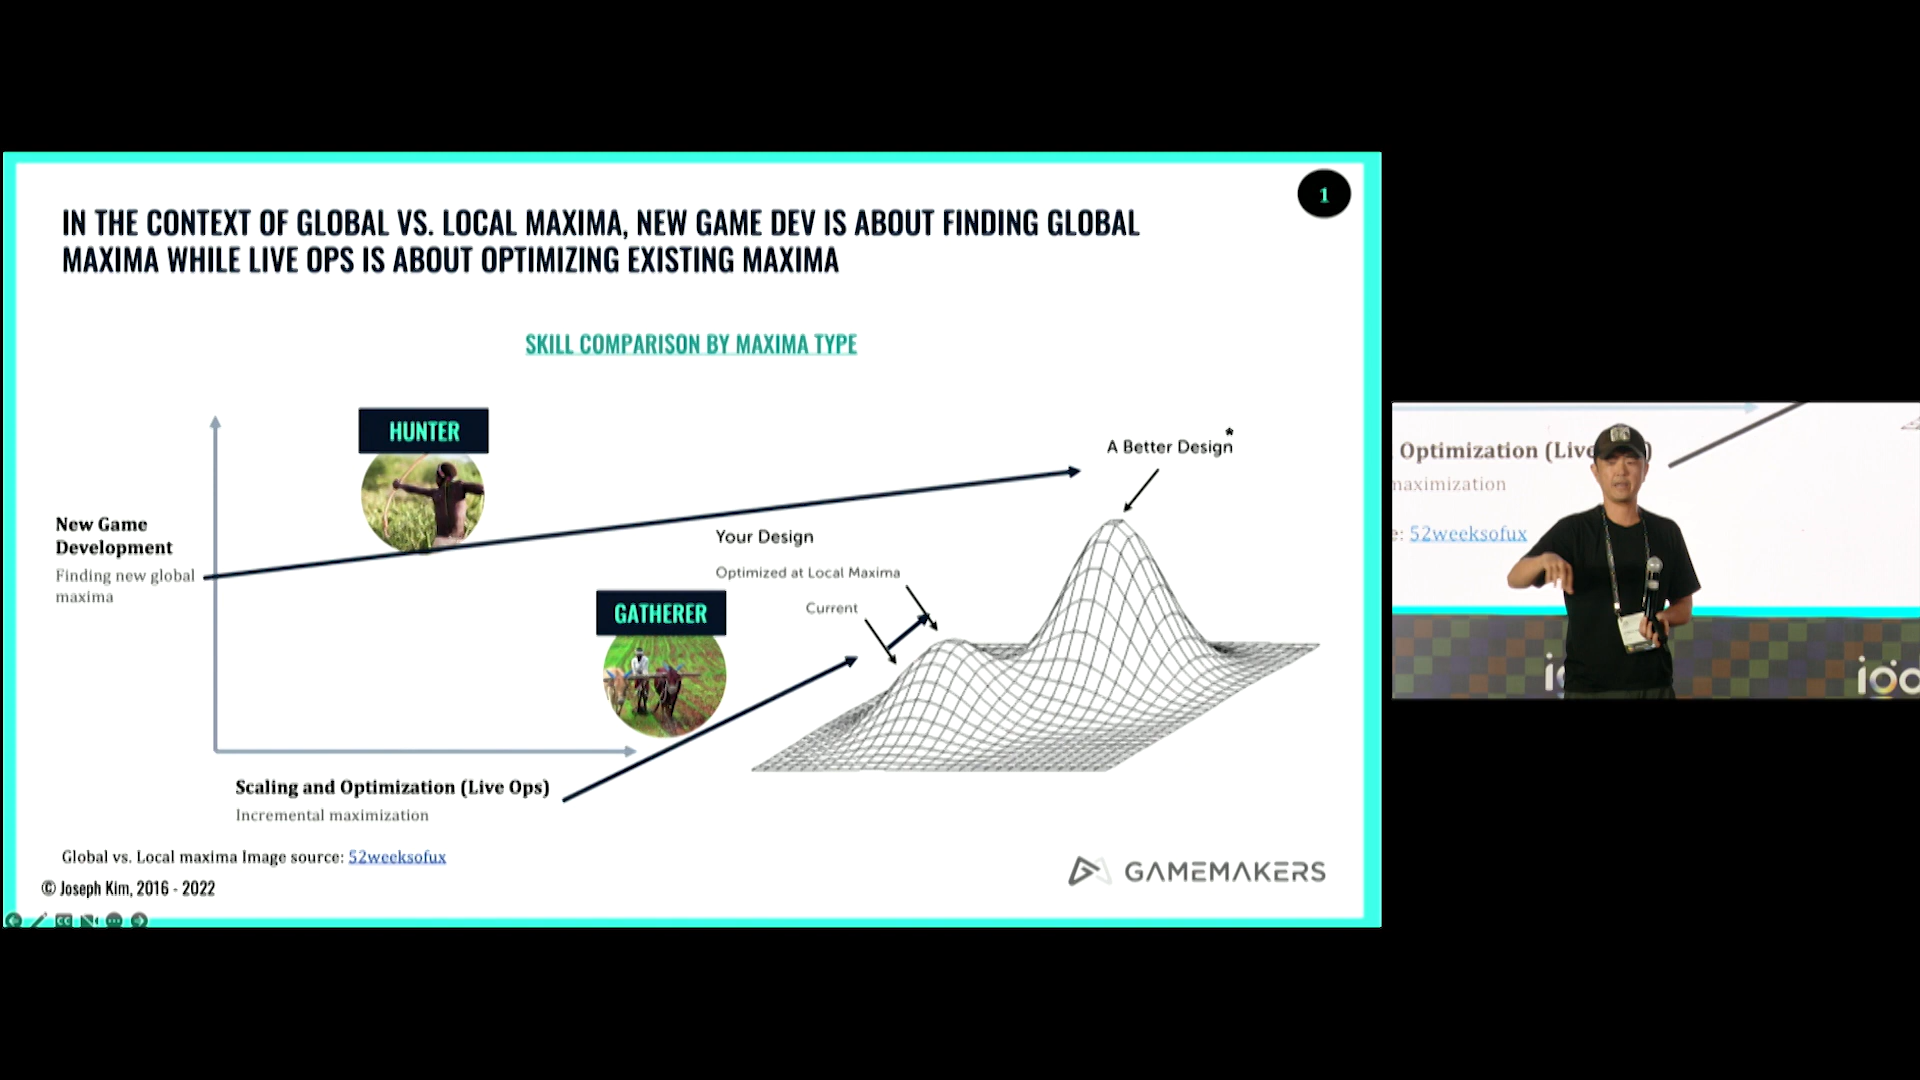 1
IN THE CONTEXT OF GLOBAL VS. LOCAL MAXIMA, NEW GAME DEV IS ABOUT FINDING GLOBAL
MAXIMA WHILE LIVE OPS IS ABOUT OPTIMIZING EXISTING MAXIMA
SKILL COMPARISON BY MAXIMA TYPE
HUNTER
A Better Design*
New Game
Development
Finding new global
maxima
Your Design
Optimized at Local Maxima
Current
GATHERER
Scaling and Optimization (Live Ops)
Incremental maximization
Global vs. Local maxima Image source: 52weeksofux
© Joseph Kim, 2016 - 2022
GAMEMAKERS
CC
Optimization (Live )
maximization
e: 52weeksofux